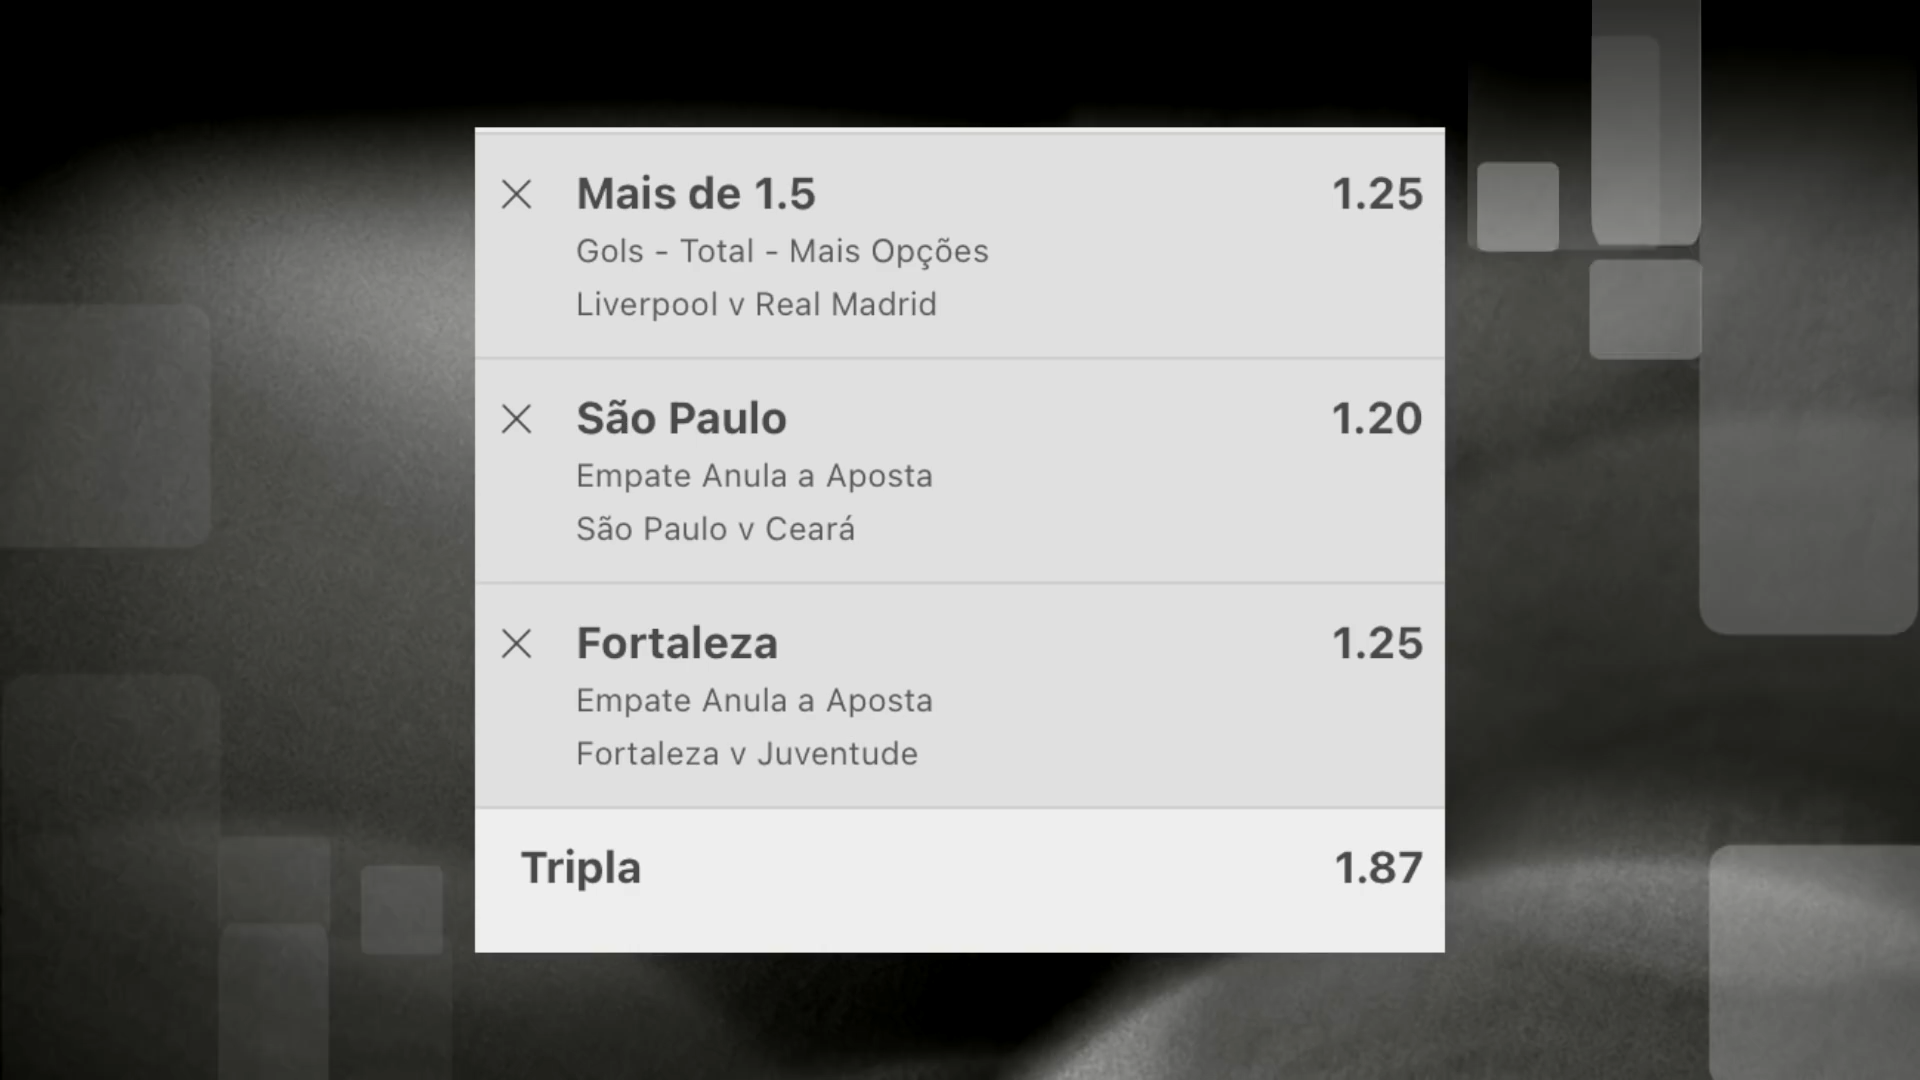 Mais de 1.5 1.25
Gols - Total - Mais Opções
Liverpool v Real Madrid
São Paulo 1.20
Empate Anula a Aposta
São Paulo v Ceará
Fortaleza 1.25
Empate Anula a Aposta
Fortaleza v Juventude
Tripla 1.87